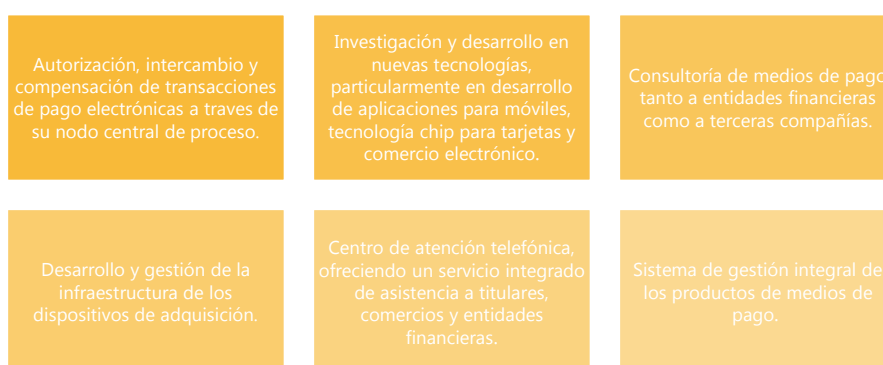 Autorización, intercambio y
compensación de transacciones
de pago electrónicas a traves de
su nodo central de proceso.
Investigación y desarrollo en
nuevas tecnologías,
particularmente en desarrollo
de aplicaciones para móviles,
tecnología chip para tarjetas y
comercio electrónico.
Consultoría de medios de pago
tanto a entidades financieras
como a terceras compañías.
Desarrollo y gestión de la
infraestructura de los
dispositivos de adquisición.
Centro de atención telefónica,
ofreciendo un servicio integrado
de asistencia a titulares,
comercios y entidades
financieras.
Sistema de gestión integral de
los productos de medios de
pago.